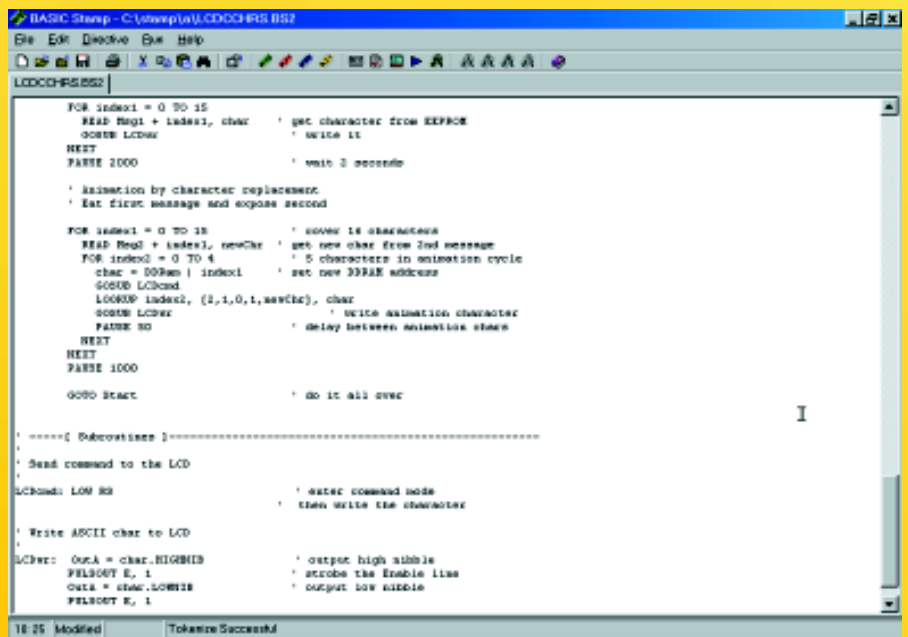 BASIC Stamp - C:\stamp\a\LCDCCHRS.BS2
File Edit Directive Run Help
LCDCCHRS.BS2
FOR index1 = 0 TO 15
READ Msg1 + index1, char ' get character from EEPROM
GOSUB LCDwr ' write it
NEXT
PAUSE 2000 ' wait 2 seconds
' Animation by character replacement
' Eat first message and expose second
FOR index1 = 0 TO 15 ' cover 16 characters
READ Msg2 + index1, newChr ' get new char from 2nd message
FOR index2 = 0 TO 4 ' 5 characters in animation cycle
char = DDRam | index1 ' set new DDRAM address
GOSUB LCDcmd
LOOKUP index2, [2,1,0,1,newChr], char
GOSUB LCDwr ' write animation character
PAUSE 50 ' delay between animation chars
NEXT
NEXT
PAUSE 1000
GOTO Start ' do it all over
' -----[ Subroutines ]------------------------------------------------------
'
' Send command to the LCD
'
LCDcmd: LOW RS ' enter command mode
' then write the character
' Write ASCII char to LCD
'
LCDwr: OutA = char.HIGHNIB ' output high nibble
PULSOUT E, 1 ' strobe the Enable line
OutA = char.LOWNIB ' output low nibble
PULSOUT E, 1
18:25 Modified Tokenize Successful